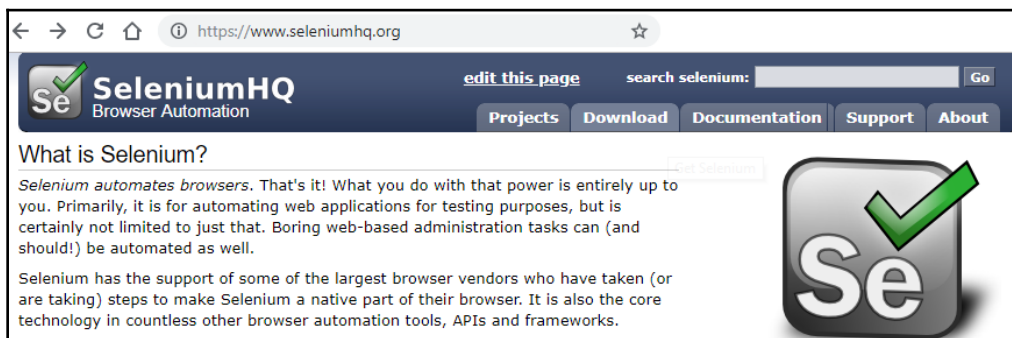 https://www.seleniumhq.org
Se
SeleniumHQ
Browser Automation
edit this page
search selenium:
Go
Projects
Download
Documentation
Support
About
Get Selenium
What is Selenium?
Selenium automates browsers. That's it! What you do with that power is entirely up to
you. Primarily, it is for automating web applications for testing purposes, but is
certainly not limited to just that. Boring web-based administration tasks can (and
should!) be automated as well.
Selenium has the support of some of the largest browser vendors who have taken (or
are taking) steps to make Selenium a native part of their browser. It is also the core
technology in countless other browser automation tools, APIs and frameworks.
Se